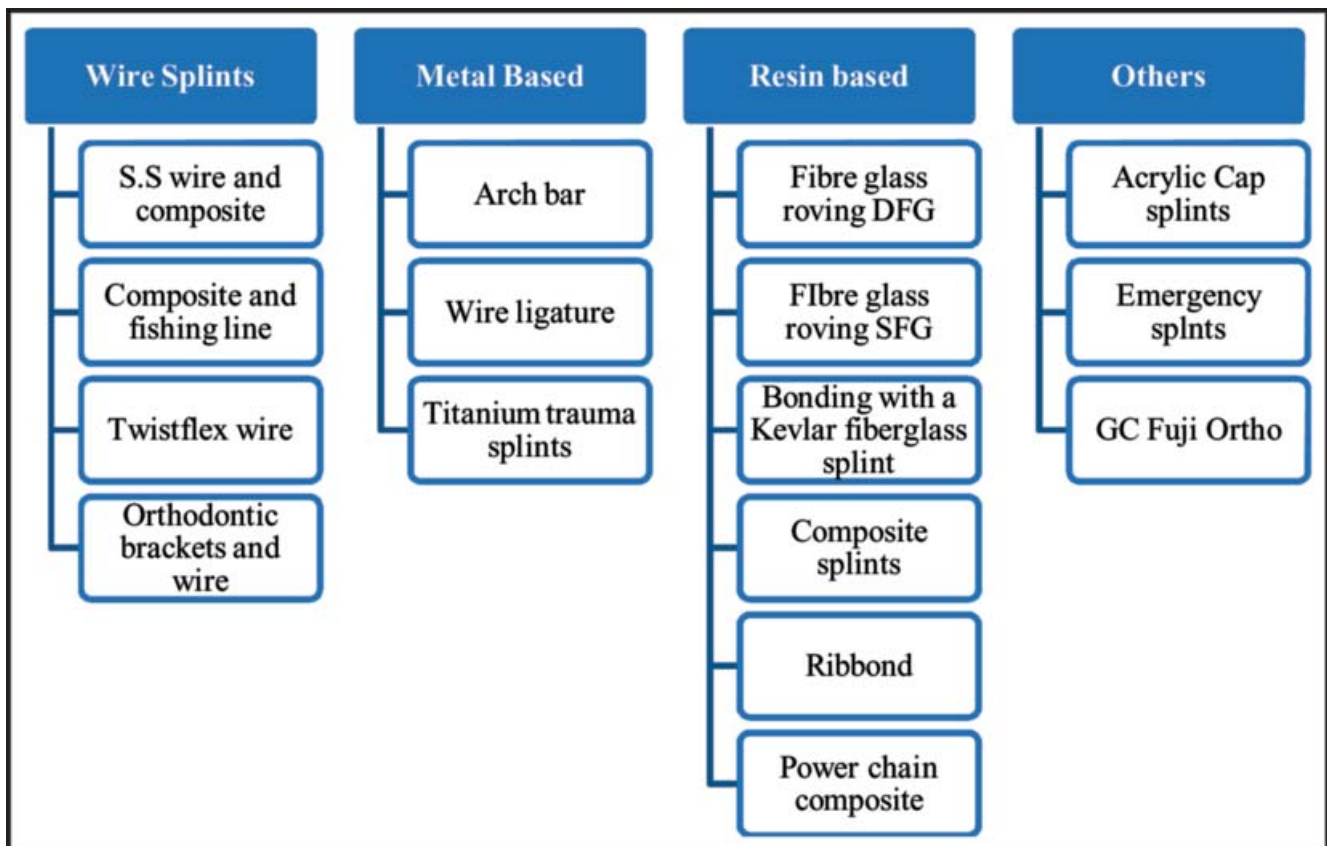 Wire Splints
S.S wire and
composite
Composite and
fishing line
Twistflex wire
Orthodontic
brackets and
wire
Metal Based
Arch bar
Wire ligature
Titanium trauma
splints
Resin based
Fibre glass
roving DFG
FIbre glass
roving SFG
Bonding with a
Kevlar fiberglass
splint
Composite
splints
Ribbond
Power chain
composite
Others
Acrylic Cap
splints
Emergency
splnts
GC Fuji Ortho